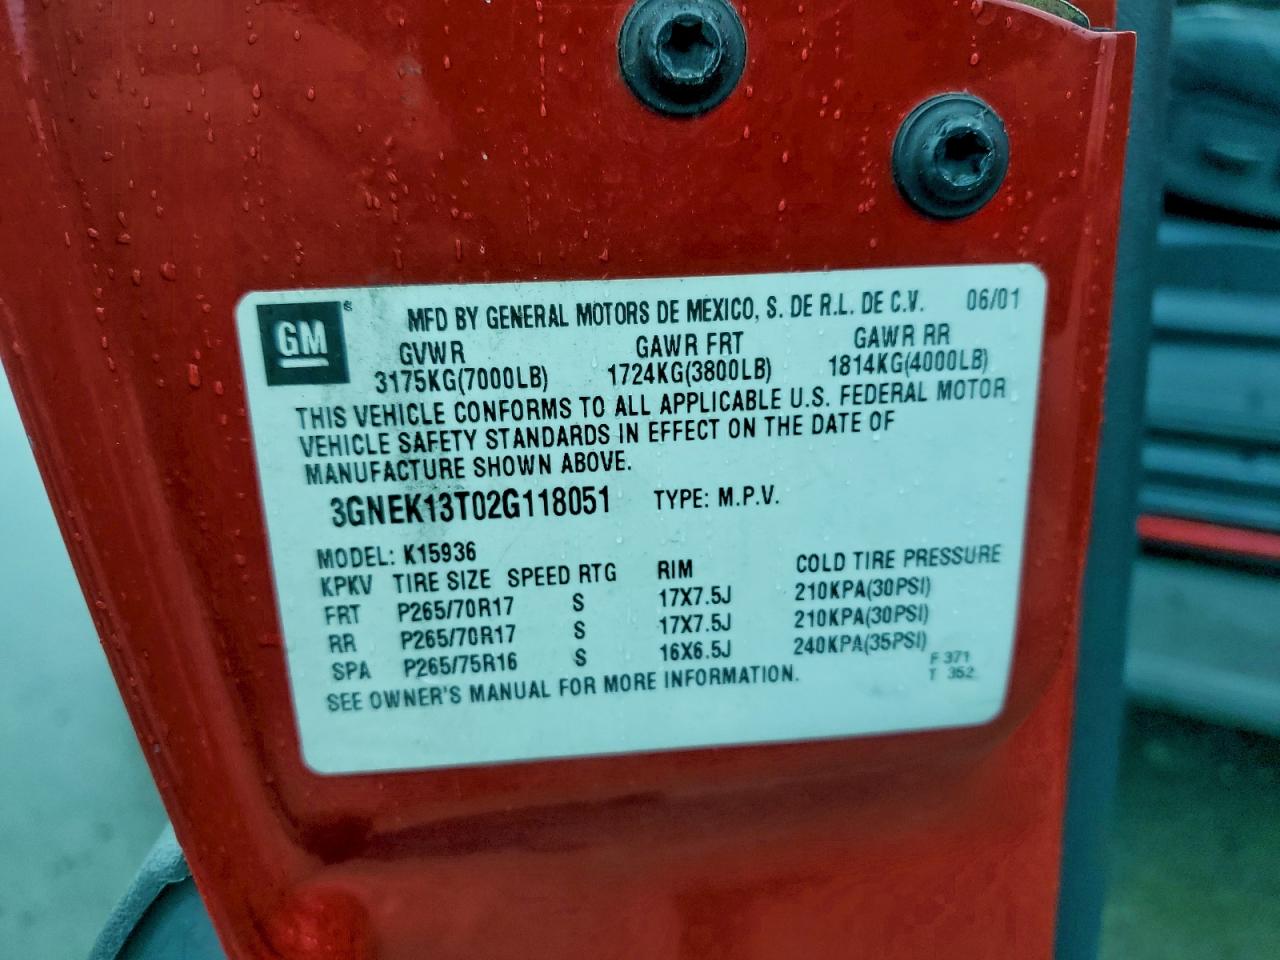 GM
MFD BY GENERAL MOTORS DE MEXICO, S. DE R.L. DE C.V. 06/01
GVWR GAWR FRT GAWR RR
3175KG(7000LB) 1724KG(3800LB) 1814KG(4000LB)
THIS VEHICLE CONFORMS TO ALL APPLICABLE U.S. FEDERAL MOTOR
VEHICLE SAFETY STANDARDS IN EFFECT ON THE DATE OF
MANUFACTURE SHOWN ABOVE.
3GNEK13T02G118051 TYPE: M.P.V.
MODEL: K15936
KPKV TIRE SIZE SPEED RTG RIM COLD TIRE PRESSURE
FRT P265/70R17 S 17X7.5J 210KPA(30PSI)
RR P265/70R17 S 17X7.5J 210KPA(30PSI)
SPA P265/75R16 S 16X6.5J 240KPA(35PSI)
SEE OWNER'S MANUAL FOR MORE INFORMATION.
F 371
T 352